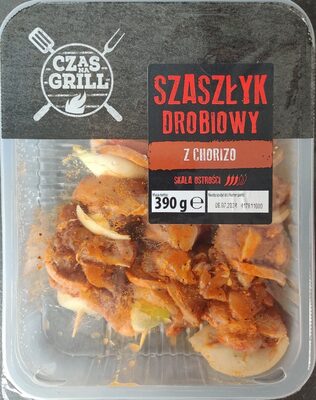 CZAS
NA
GRILL
SZASZŁYK
DROBIOWY
Z CHORIZO
SKALA OSTROŚCI
390 g e